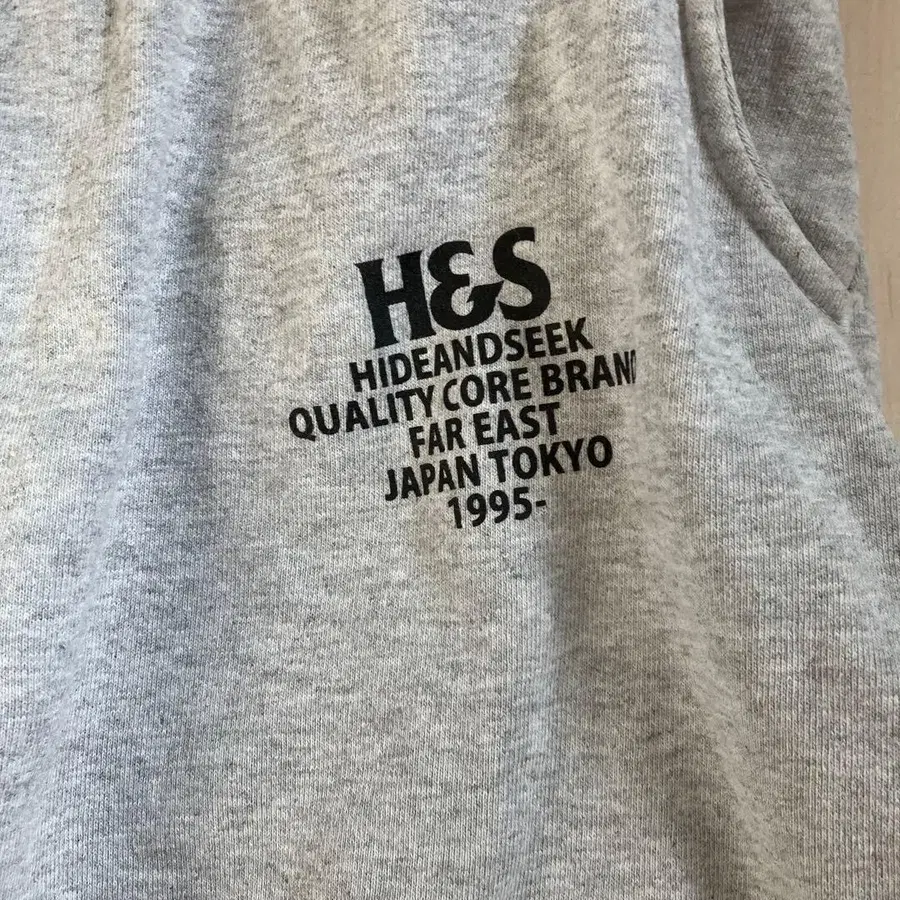 H&S
HIDEANDSEEK
QUALITY CORE BRAND
FAR EAST
JAPAN TOKYO
1995-